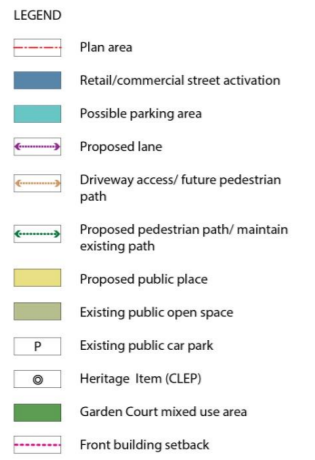 LEGEND
Plan area
Retail/commercial street activation
Possible parking area
Proposed lane
Driveway access/ future pedestrian
path
Proposed pedestrian path/ maintain
existing path
Proposed public place
Existing public open space
P Existing public car park
Heritage Item (CLEP)
Garden Court mixed use area
Front building setback